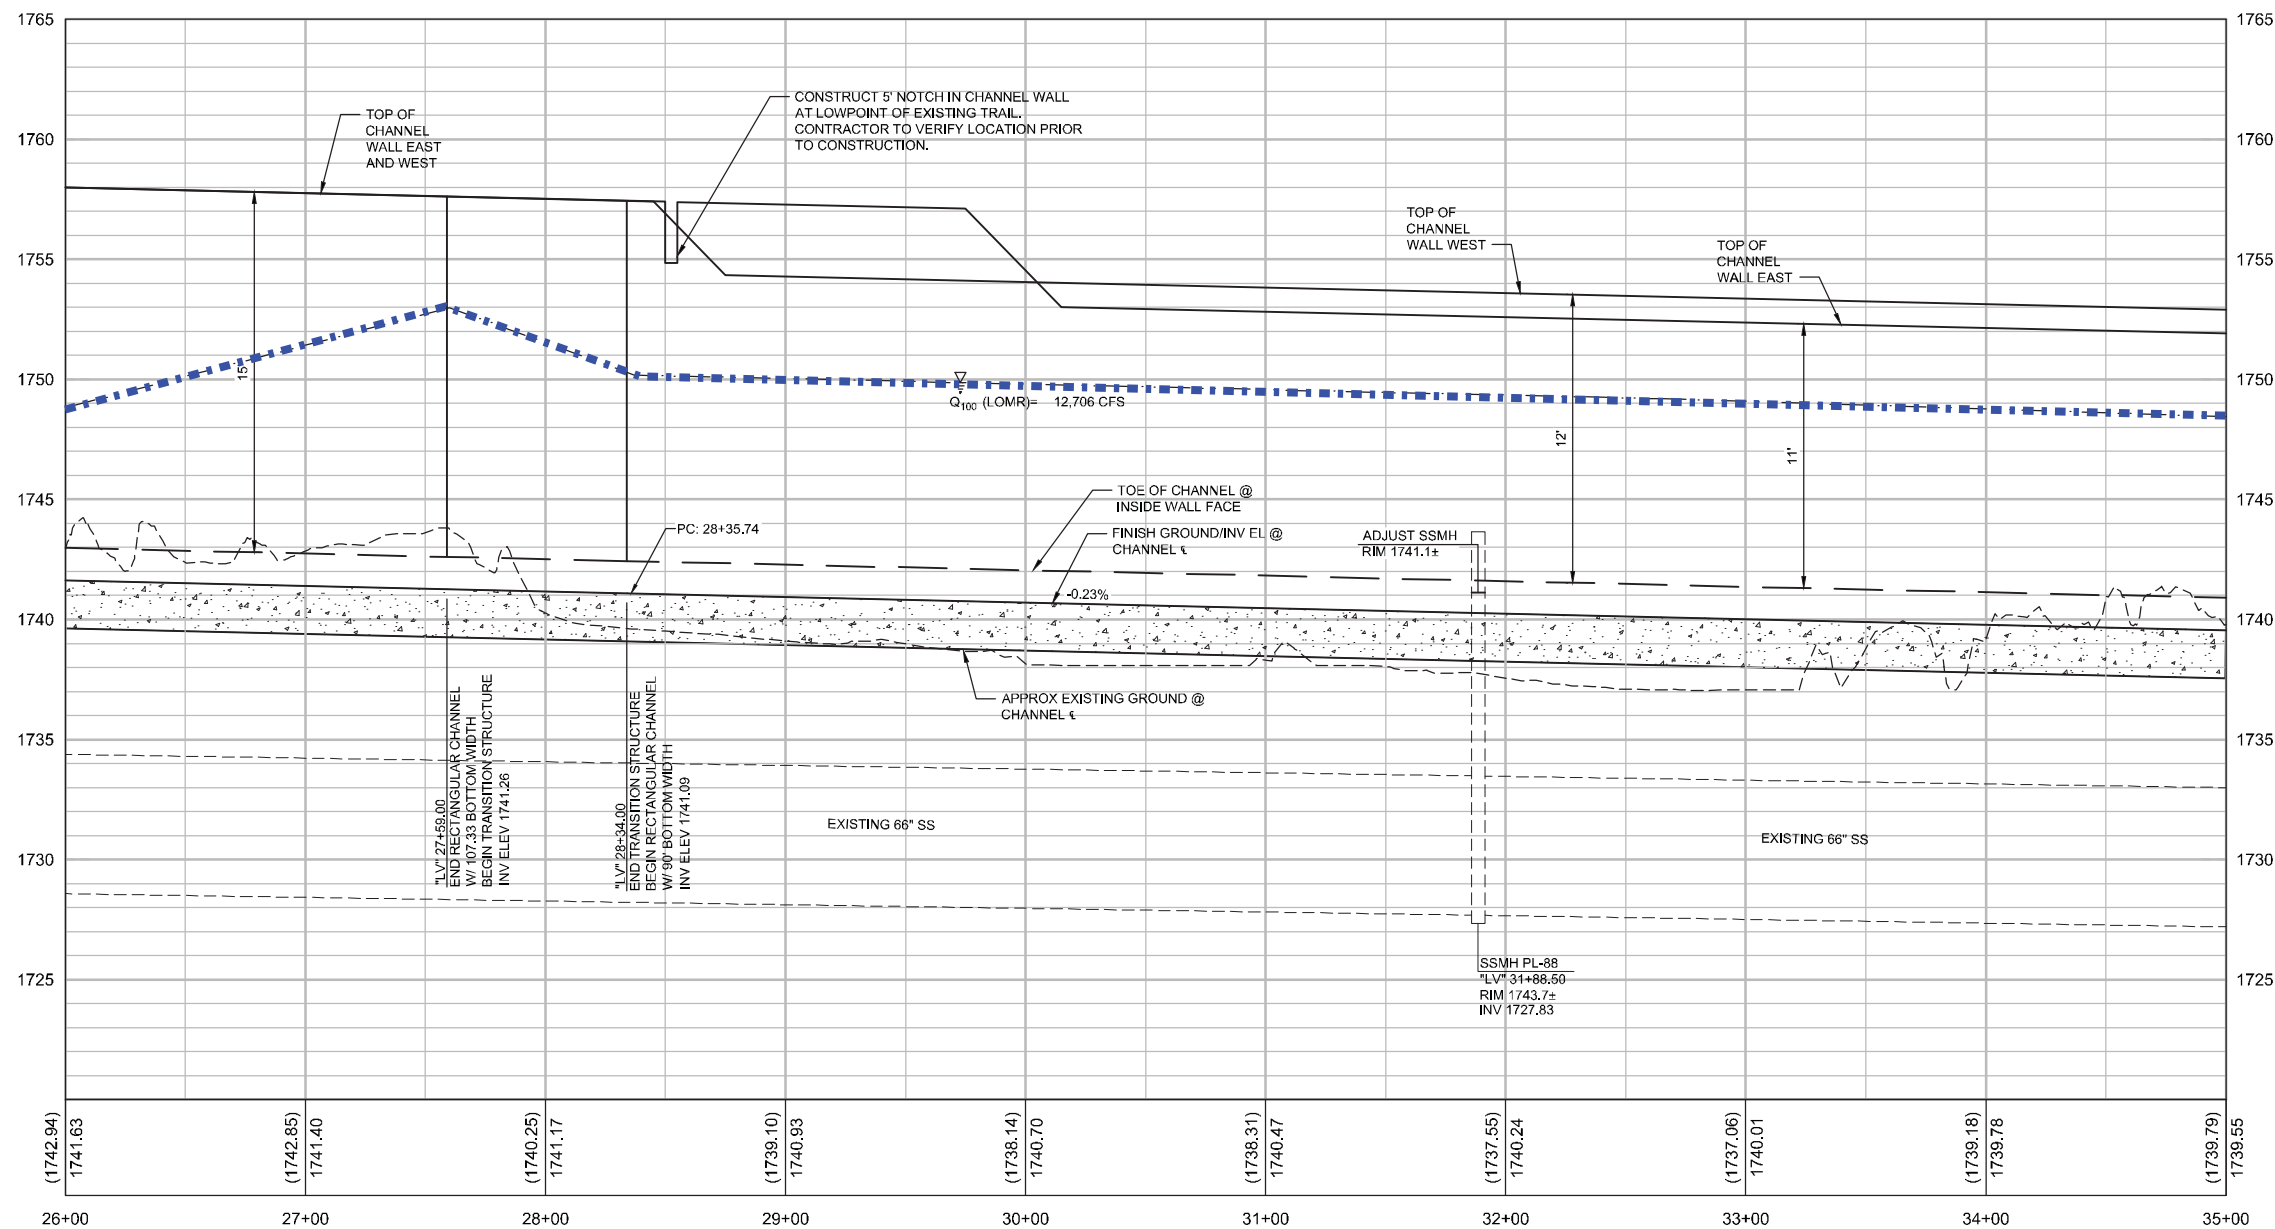 1765
1765
1760
1760
1755
1755
1750
1750
1745
1745
1740
1740
1735
1735
1730
1730
1725
1725
TOP OF
CHANNEL
WALL EAST
AND WEST
CONSTRUCT 5' NOTCH IN CHANNEL WALL
AT LOWPOINT OF EXISTING TRAIL.
CONTRACTOR TO VERIFY LOCATION PRIOR
TO CONSTRUCTION.
TOP OF
CHANNEL
WALL WEST
TOP OF
CHANNEL
WALL EAST
15'
Q100 (LOMR)= 12,706 CFS
12'
11'
TOE OF CHANNEL @
INSIDE WALL FACE
PC: 28+35.74
FINISH GROUND/INV EL @
CHANNEL ℄
ADJUST SSMH
RIM 1741.1±
-0.23%
APPROX EXISTING GROUND @
CHANNEL ℄
"LV" 27+59.00
END RECTANGULAR CHANNEL
W/ 107.33 BOTTOM WIDTH
BEGIN TRANSITION STRUCTURE
INV ELEV 1741.26
"LV" 28+34.00
END TRANSITION STRUCTURE
BEGIN RECTANGULAR CHANNEL
W/ 90' BOTTOM WIDTH
INV ELEV 1741.09
EXISTING 66" SS
EXISTING 66" SS
SSMH PL-88
"LV" 31+88.50
RIM 1743.7±
INV 1727.83
(1742.94)
1741.63
(1742.85)
1741.40
(1740.25)
1741.17
(1739.10)
1740.93
(1738.14)
1740.70
(1738.31)
1740.47
(1737.55)
1740.24
(1737.06)
1740.01
(1739.18)
1739.78
(1739.79)
1739.55
26+00
27+00
28+00
29+00
30+00
31+00
32+00
33+00
34+00
35+00